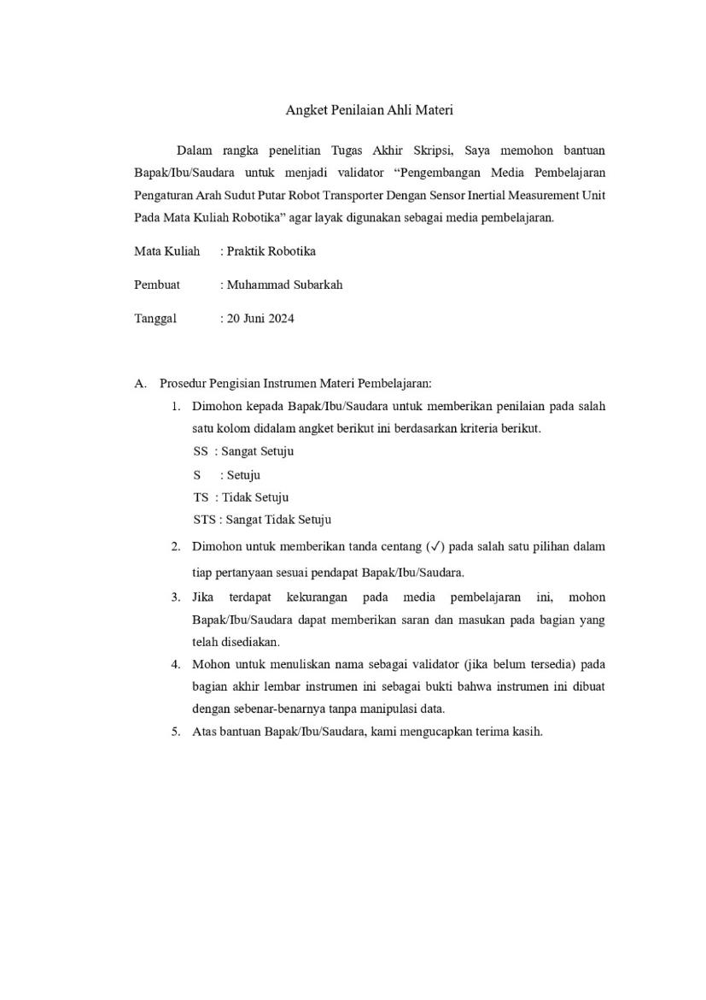 Angket Penilaian Ahli Materi
Dalam rangka penelitian Tugas Akhir Skripsi, Saya memohon bantuan
Bapak/Ibu/Saudara untuk menjadi validator “Pengembangan Media Pembelajaran
Pengaturan Arah Sudut Putar Robot Transporter Dengan Sensor Inertial Measurement Unit
Pada Mata Kuliah Robotika” agar layak digunakan sebagai media pembelajaran.
Mata Kuliah : Praktik Robotika
Pembuat : Muhammad Subarkah
Tanggal : 20 Juni 2024
A. Prosedur Pengisian Instrumen Materi Pembelajaran:
1. Dimohon kepada Bapak/Ibu/Saudara untuk memberikan penilaian pada salah
satu kolom didalam angket berikut ini berdasarkan kriteria berikut.
SS : Sangat Setuju
S : Setuju
TS : Tidak Setuju
STS : Sangat Tidak Setuju
2. Dimohon untuk memberikan tanda centang (✓) pada salah satu pilihan dalam
tiap pertanyaan sesuai pendapat Bapak/Ibu/Saudara.
3. Jika terdapat kekurangan pada media pembelajaran ini, mohon
Bapak/Ibu/Saudara dapat memberikan saran dan masukan pada bagian yang
telah disediakan.
4. Mohon untuk menuliskan nama sebagai validator (jika belum tersedia) pada
bagian akhir lembar instrumen ini sebagai bukti bahwa instrumen ini dibuat
dengan sebenar-benarnya tanpa manipulasi data.
5. Atas bantuan Bapak/Ibu/Saudara, kami mengucapkan terima kasih.